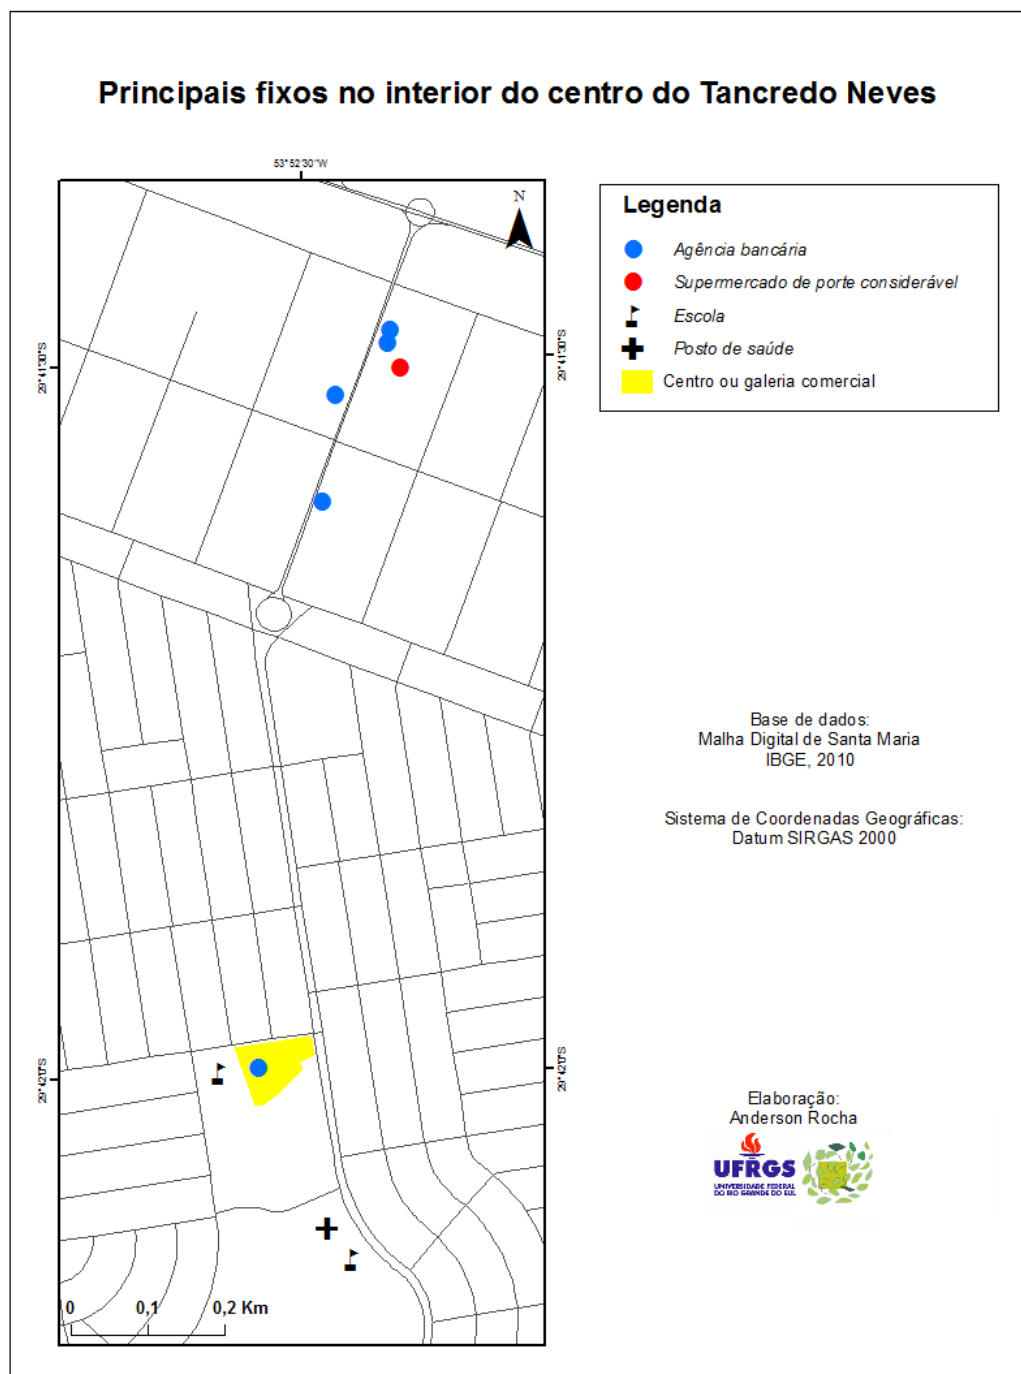 Principais fixos no interior do centro do Tancredo Neves
53°52'30"W
N
29°41'30"S
29°41'30"S
29°42'0"S
29°42'0"S
0 0,1 0,2 Km
Legenda
Agência bancária
Supermercado de porte considerável
Escola
Posto de saúde
Centro ou galeria comercial
Base de dados:
Malha Digital de Santa Maria
IBGE, 2010
Sistema de Coordenadas Geográficas:
Datum SIRGAS 2000
Elaboração:
Anderson Rocha
UFRGS
UNIVERSIDADE FEDERAL
DO RIO GRANDE DO SUL